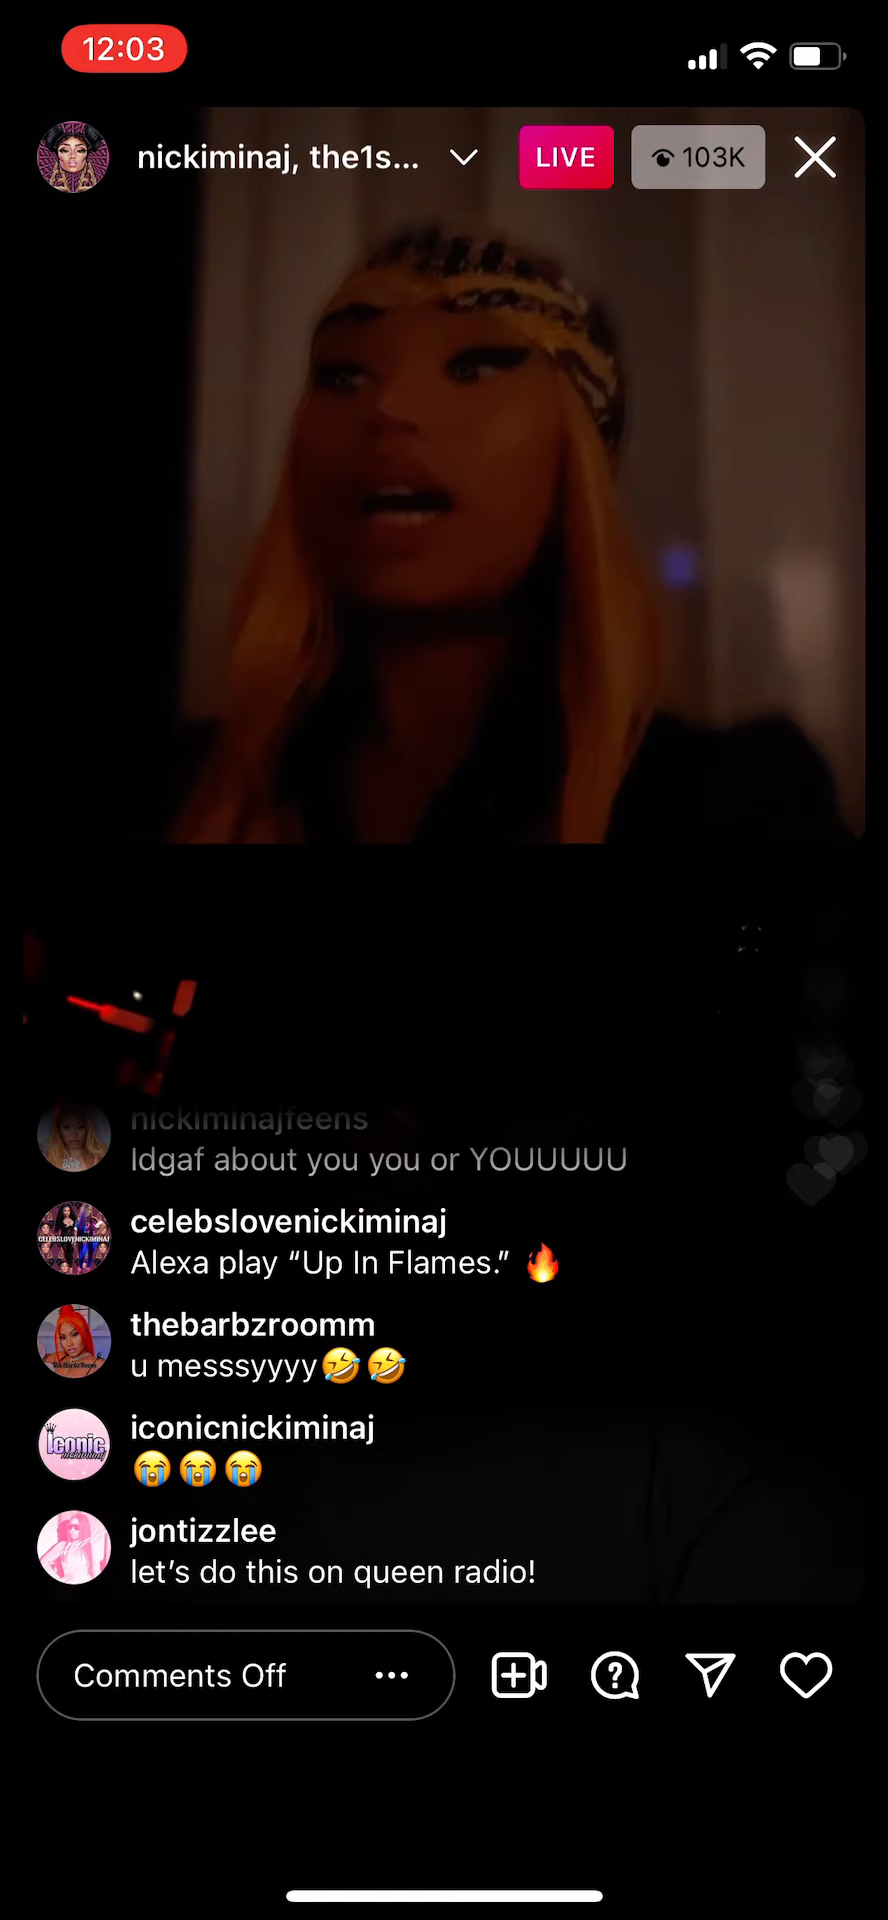 12:03
nickiminaj, the1s...
LIVE
103K
nickiminajfeens
Idgaf about you you or YOUUUUU
celebslovenickiminaj
Alexa play “Up In Flames.” 🔥
thebarbzroomm
u messsyyyy🤣🤣
iconicnickiminaj
😭😭😭
jontizzlee
let’s do this on queen radio!
Comments Off